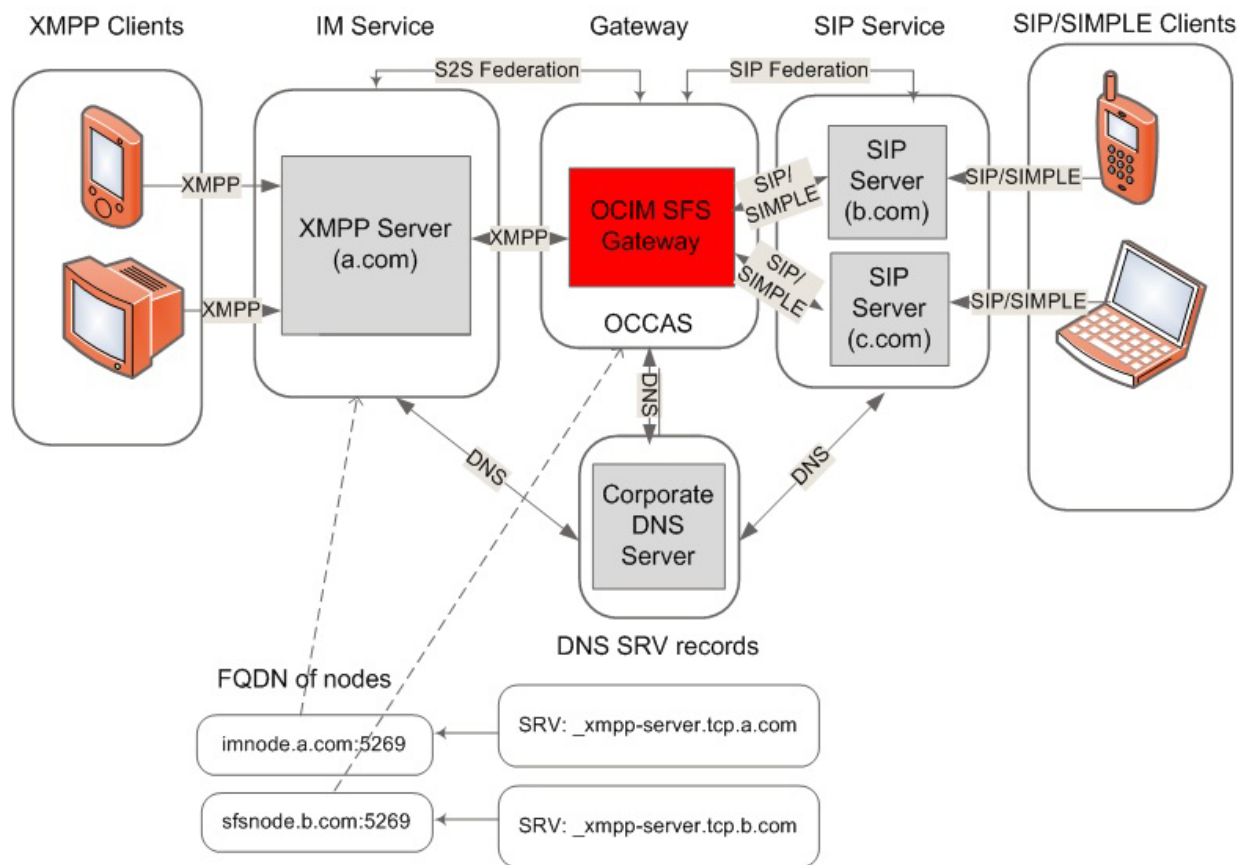 XMPP Clients
IM Service
Gateway
SIP Service
SIP/SIMPLE Clients
S2S Federation
SIP Federation
XMPP
XMPP
XMPP Server
(a.com)
XMPP
OCIM SFS
Gateway
OCCAS
SIP/
SIMPLE
SIP/
SIMPLE
SIP
Server
(b.com)
SIP
Server
(c.com)
SIP/SIMPLE
SIP/SIMPLE
DNS
DNS
DNS
Corporate
DNS
Server
DNS SRV records
FQDN of nodes
imnode.a.com:5269
SRV: _xmpp-server.tcp.a.com
sfsnode.b.com:5269
SRV: _xmpp-server.tcp.b.com